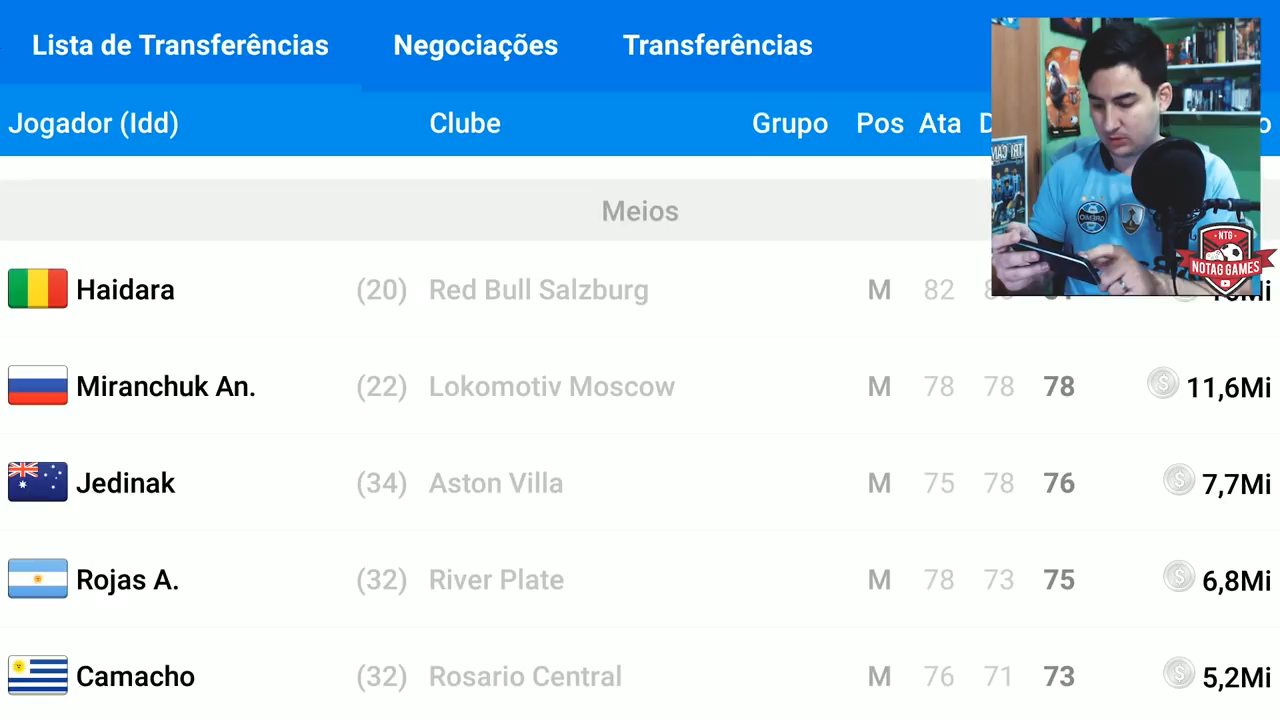 Lista de Transferências Negociações Transferências
Jogador (Idd) Clube Grupo Pos Ata
Meios
Haidara (20) Red Bull Salzburg M 82
Miranchuk An. (22) Lokomotiv Moscow M 78 78 78 11,6Mi
Jedinak (34) Aston Villa M 75 78 76 7,7Mi
Rojas A. (32) River Plate M 78 73 75 6,8Mi
Camacho (32) Rosario Central M 76 71 73 5,2Mi
NTG
NOTAG GAMES